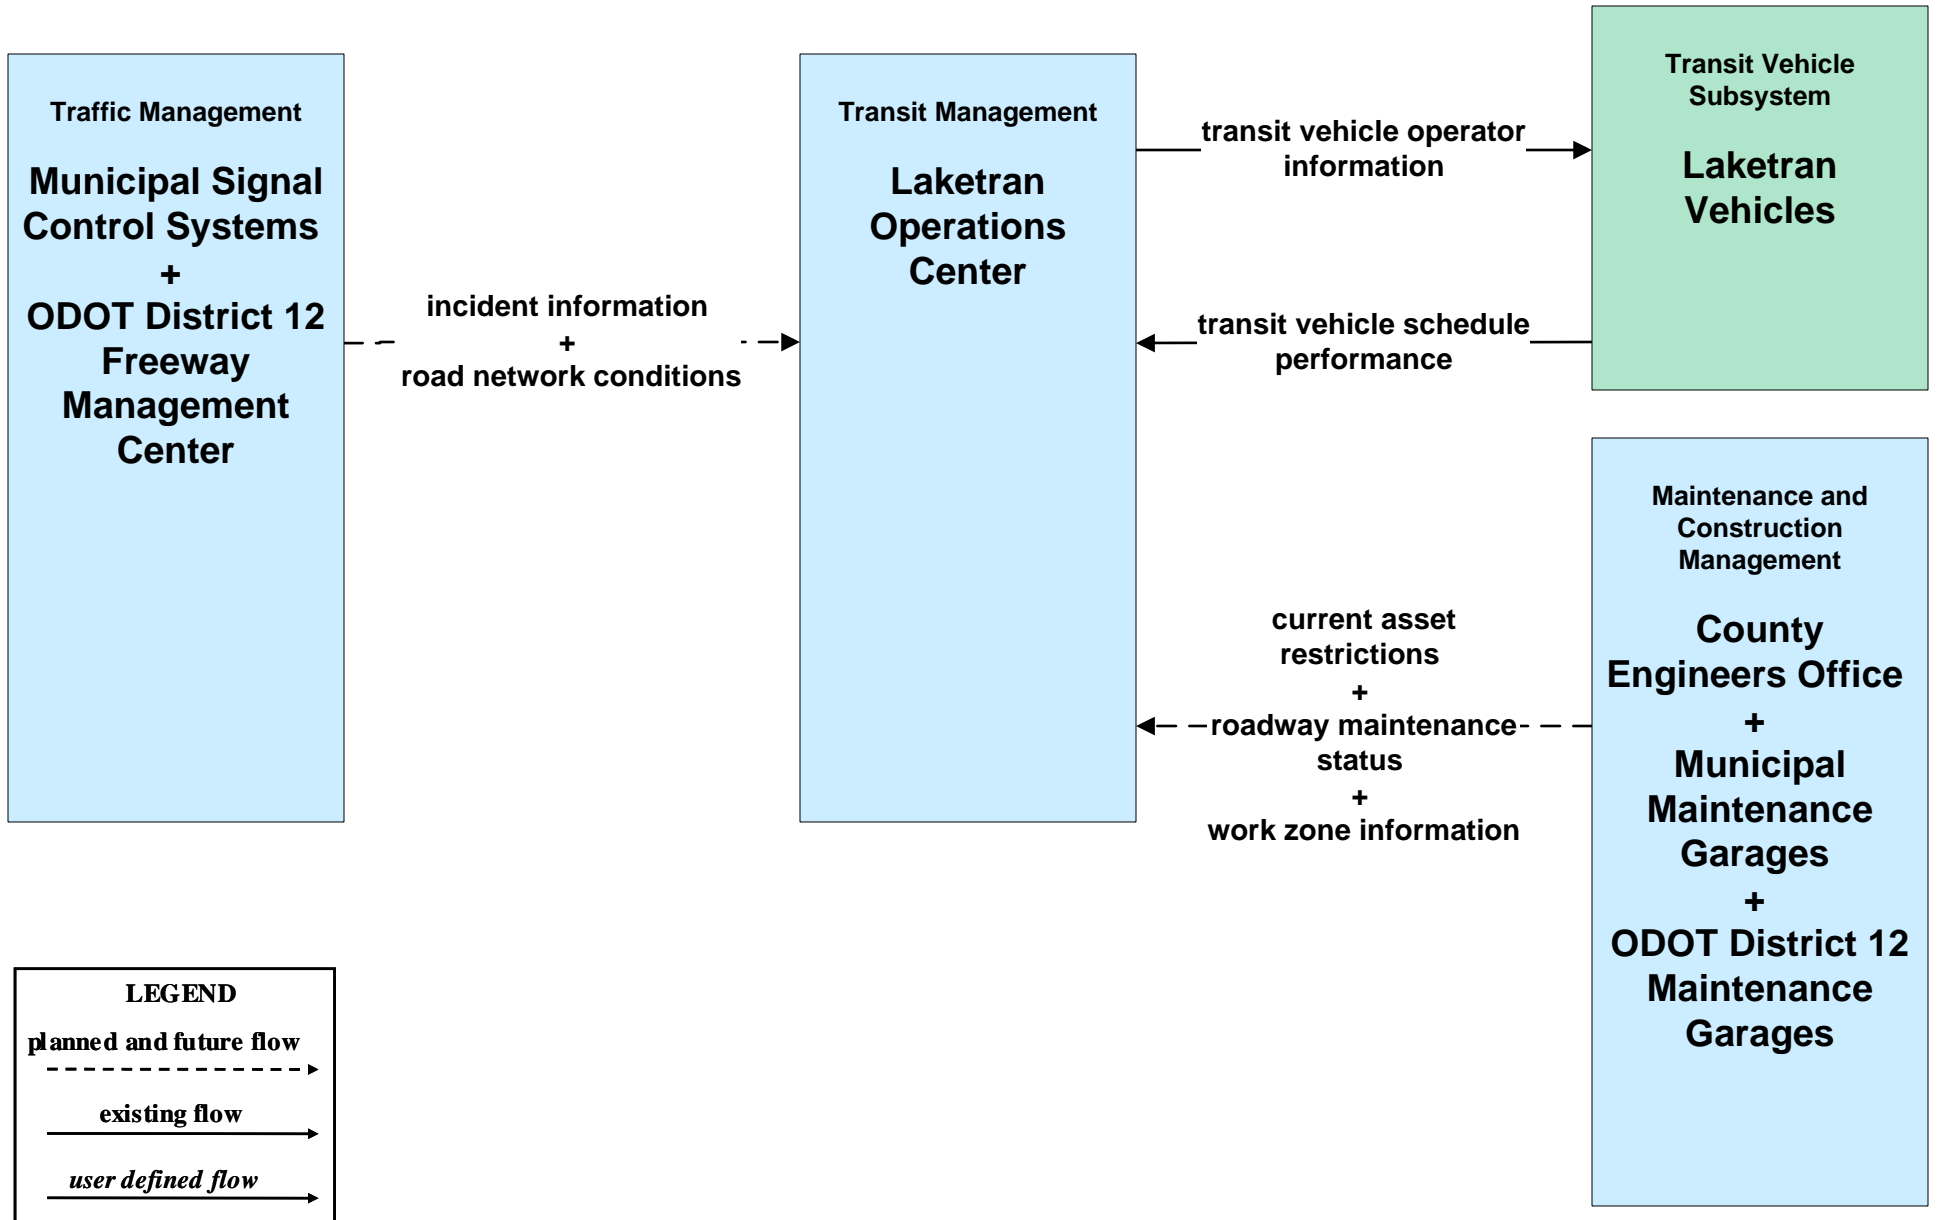 Traffic Management
Municipal Signal
Control Systems
+
ODOT District 12
Freeway
Management
Center
incident information
+
road network conditions
Transit Management
Laketran
Operations
Center
transit vehicle operator
information
transit vehicle schedule
performance
Transit Vehicle
Subsystem
Laketran
Vehicles
current asset
restrictions
+
roadway maintenance
status
+
work zone information
Maintenance and
Construction
Management
County
Engineers Office
+
Municipal
Maintenance
Garages
+
ODOT District 12
Maintenance
Garages
LEGEND
planned and future flow
existing flow
user defined flow